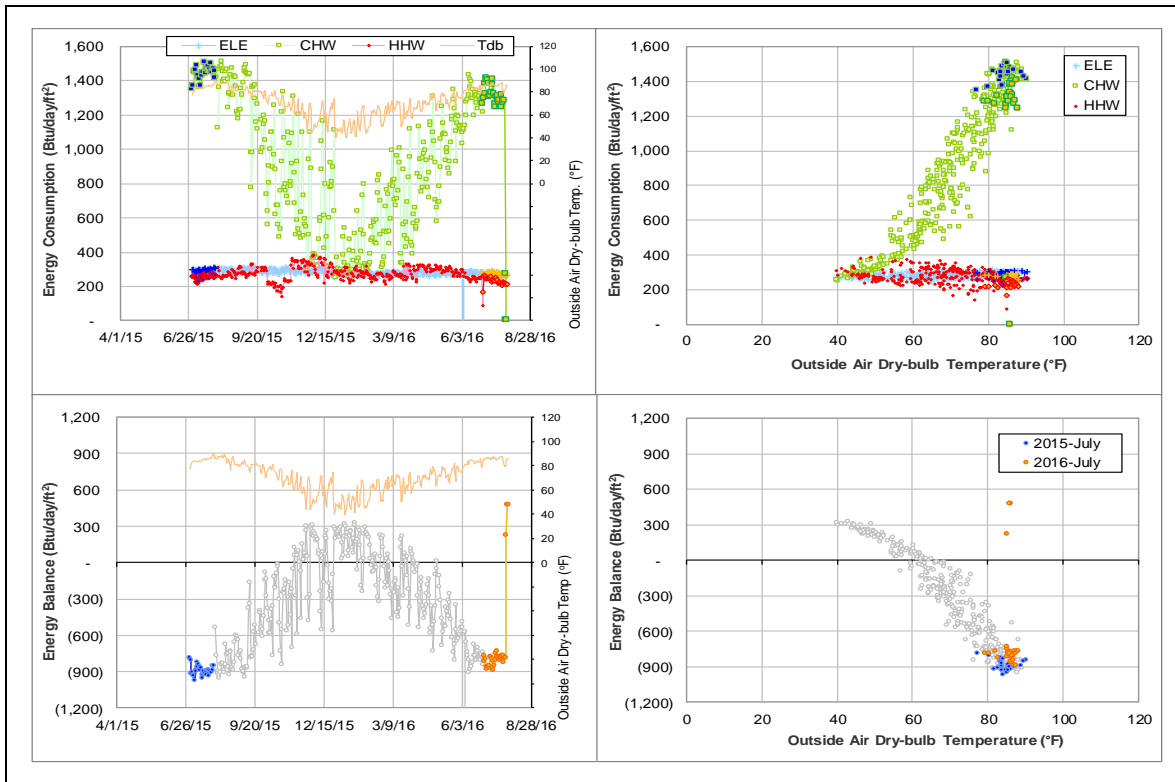 ELE CHW HHW Tdb
Energy Consumption (Btu/day/ft²)
1,600
1,400
1,200
1,000
800
600
400
200
-
120
100
80
60
40
20
0
Outside Air Dry-bulb Temp. (°F)
4/1/15 6/26/15 9/20/15 12/15/15 3/9/16 6/3/16 8/28/16
Energy Consumption (Btu/day/ft²)
1,600
1,400
1,200
1,000
800
600
400
200
-
ELE
CHW
HHW
0 20 40 60 80 100 120
Outside Air Dry-bulb Temperature (°F)
Energy Balance (Btu/day/ft²)
1,200
900
600
300
-
(300)
(600)
(900)
(1,200)
120
100
80
60
40
20
0
Outside Air Dry-bulb Temp (°F)
4/1/15 6/26/15 9/20/15 12/15/15 3/9/16 6/3/16 8/28/16
Energy Balance (Btu/day/ft²)
1,200
900
600
300
-
(300)
(600)
(900)
(1,200)
2015-July
2016-July
0 20 40 60 80 100 120
Outside Air Dry-bulb Temperature (°F)